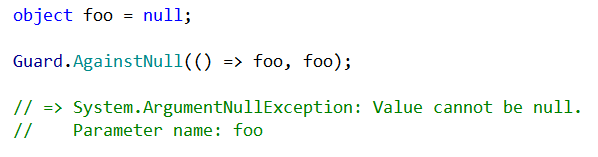 object foo = null;
Guard.AgainstNull(() => foo, foo);
// => System.ArgumentNullException: Value cannot be null.
//    Parameter name: foo